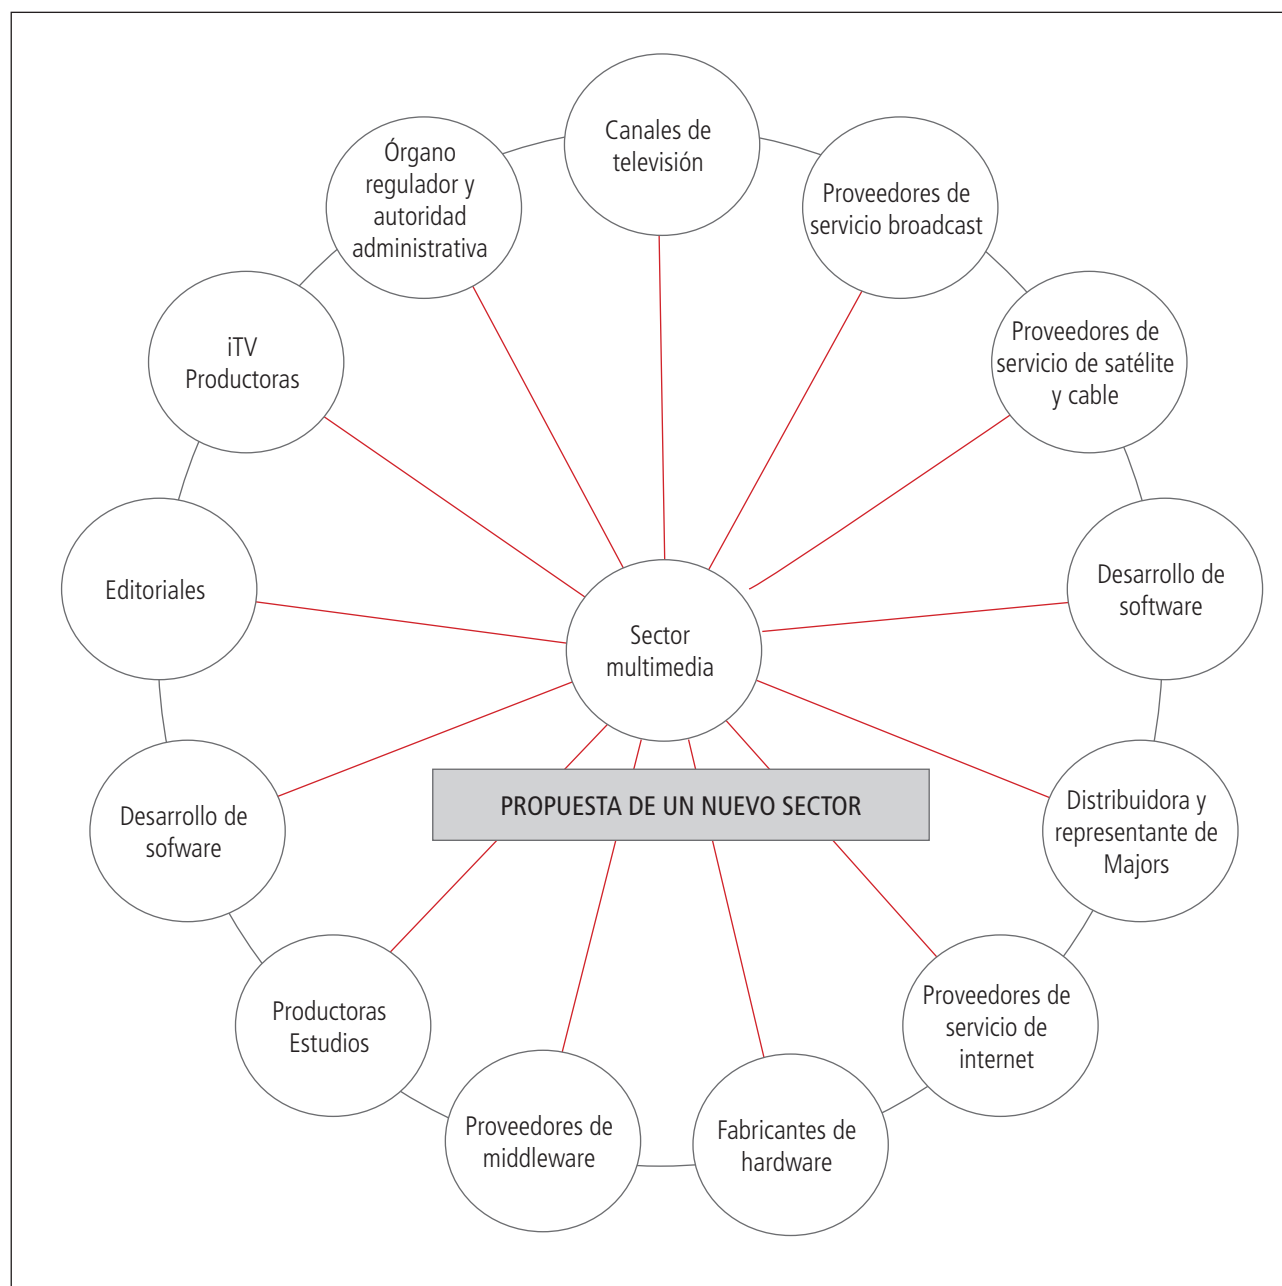 Canales de
televisión
Proveedores de
servicio broadcast
Proveedores de
servicio de satélite
y cable
Desarrollo de
software
Distribuidora y
representante de
Majors
Proveedores de
servicio de
internet
Fabricantes de
hardware
Proveedores de
middleware
Productoras
Estudios
Desarrollo de
sofware
Editoriales
iTV
Productoras
Órgano
regulador y
autoridad
administrativa
Sector
multimedia
PROPUESTA DE UN NUEVO SECTOR